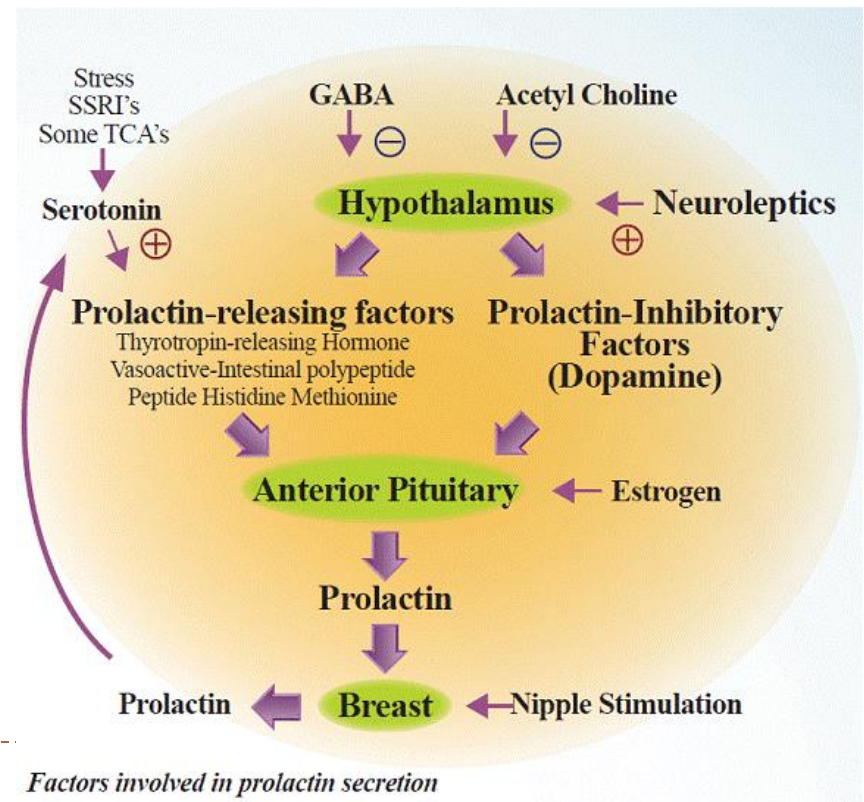 Stress
SSRI's
Some TCA's
GABA
Acetyl Choline
Serotonin
Hypothalamus
Neuroleptics
Prolactin-releasing factors
Thyrotropin-releasing Hormone
Vasoactive-Intestinal polypeptide
Peptide Histidine Methionine
Prolactin-Inhibitory
Factors
(Dopamine)
Anterior Pituitary
Estrogen
Prolactin
Prolactin
Breast
Nipple Stimulation
Factors involved in prolactin secretion